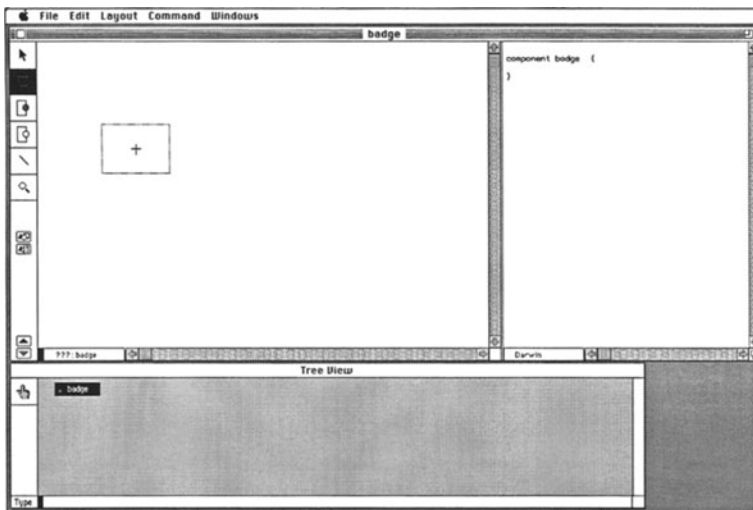 File Edit Layout Command Windows
badge
component badge {
}
???:badge
Darwin
Tree View
. badge
Type